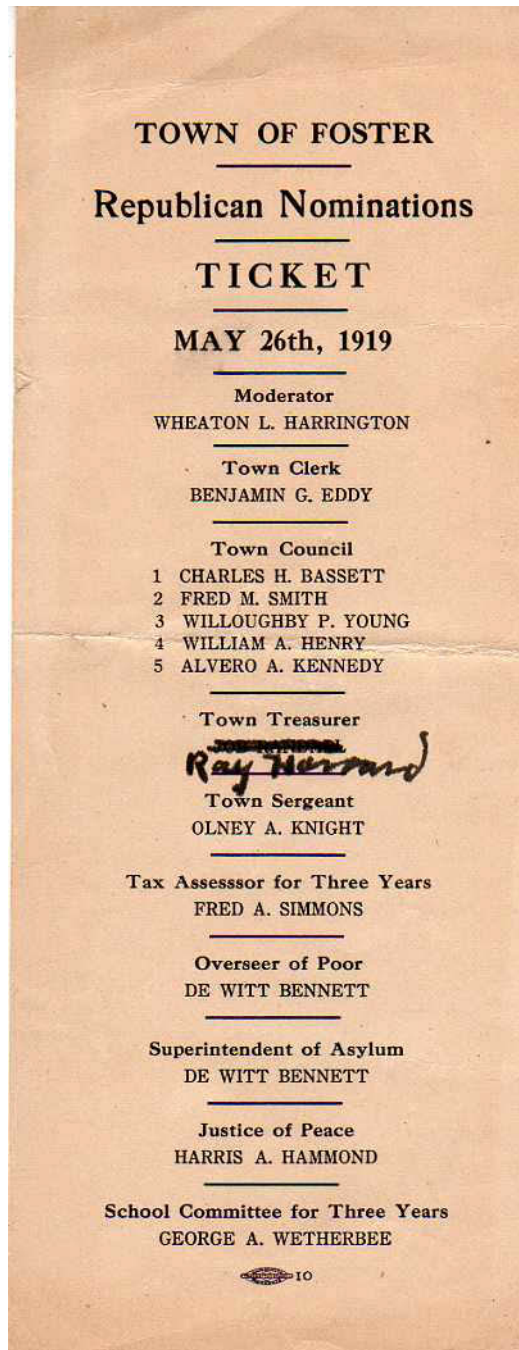 TOWN OF FOSTER
Republican Nominations
TICKET
MAY 26th, 1919
Moderator
WHEATON L. HARRINGTON
Town Clerk
BENJAMIN G. EDDY
Town Council
1 CHARLES H. BASSETT
2 FRED M. SMITH
3 WILLOUGHBY P. YOUNG
4 WILLIAM A. HENRY
5 ALVERO A. KENNEDY
Town Treasurer
Ray
Town Sergeant
OLNEY A. KNIGHT
Tax Assesssor for Three Years
FRED A. SIMMONS
Overseer of Poor
DE WITT BENNETT
Superintendent of Asylum
DE WITT BENNETT
Justice of Peace
HARRIS A. HAMMOND
School Committee for Three Years
GEORGE A. WETHERBEE
10